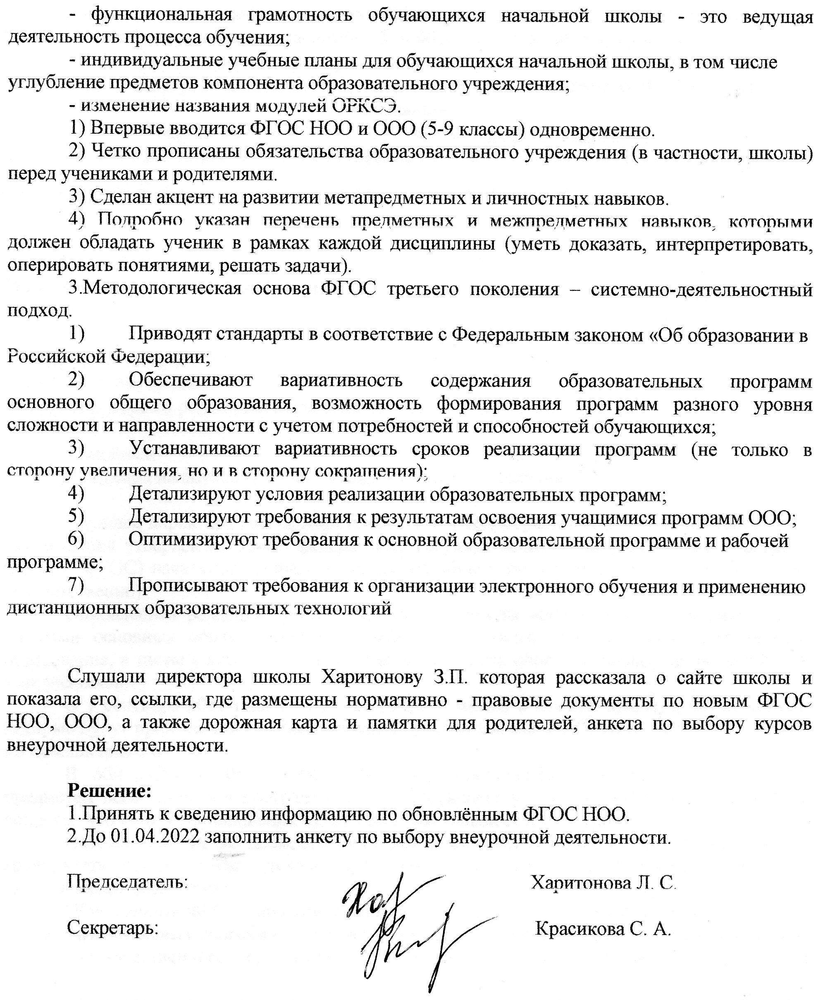 - функциональная грамотность обучающихся начальной школы - это ведущая
деятельность процесса обучения;
- индивидуальные учебные планы для обучающихся начальной школы, в том числе
углубление предметов компонента образовательного учреждения;
- изменение названия модулей ОРКСЭ.
1) Впервые вводится ФГОС НОО и ООО (5-9 классы) одновременно.
2) Четко прописаны обязательства образовательного учреждения (в частности, школы)
перед учениками и родителями.
3) Сделан акцент на развитии метапредметных и личностных навыков.
4) Подробно указан перечень предметных и межпредметных навыков, которыми
должен обладать ученик в рамках каждой дисциплины (уметь доказать, интерпретировать,
оперировать понятиями, решать задачи).
3.Методологическая основа ФГОС третьего поколения – системно-деятельностный
подход.
1) Приводят стандарты в соответствие с Федеральным законом «Об образовании в
Российской Федерации;
2) Обеспечивают вариативность содержания образовательных программ
основного общего образования, возможность формирования программ разного уровня
сложности и направленности с учетом потребностей и способностей обучающихся;
3) Устанавливают вариативность сроков реализации программ (не только в
сторону увеличения, но и в сторону сокращения);
4) Детализируют условия реализации образовательных программ;
5) Детализируют требования к результатам освоения учащимися программ ООО;
6) Оптимизируют требования к основной образовательной программе и рабочей
программе;
7) Прописывают требования к организации электронного обучения и применению
дистанционных образовательных технологий
Слушали директора школы Харитонову З.П. которая рассказала о сайте школы и
показала его, ссылки, где размещены нормативно - правовые документы по новым ФГОС
НОО, ООО, а также дорожная карта и памятки для родителей, анкета по выбору курсов
внеурочной деятельности.
Решение:
1.Принять к сведению информацию по обновлённым ФГОС НОО.
2.До 01.04.2022 заполнить анкету по выбору внеурочной деятельности.
Председатель: Харитонова Л. С.
Секретарь: Красикова С. А.